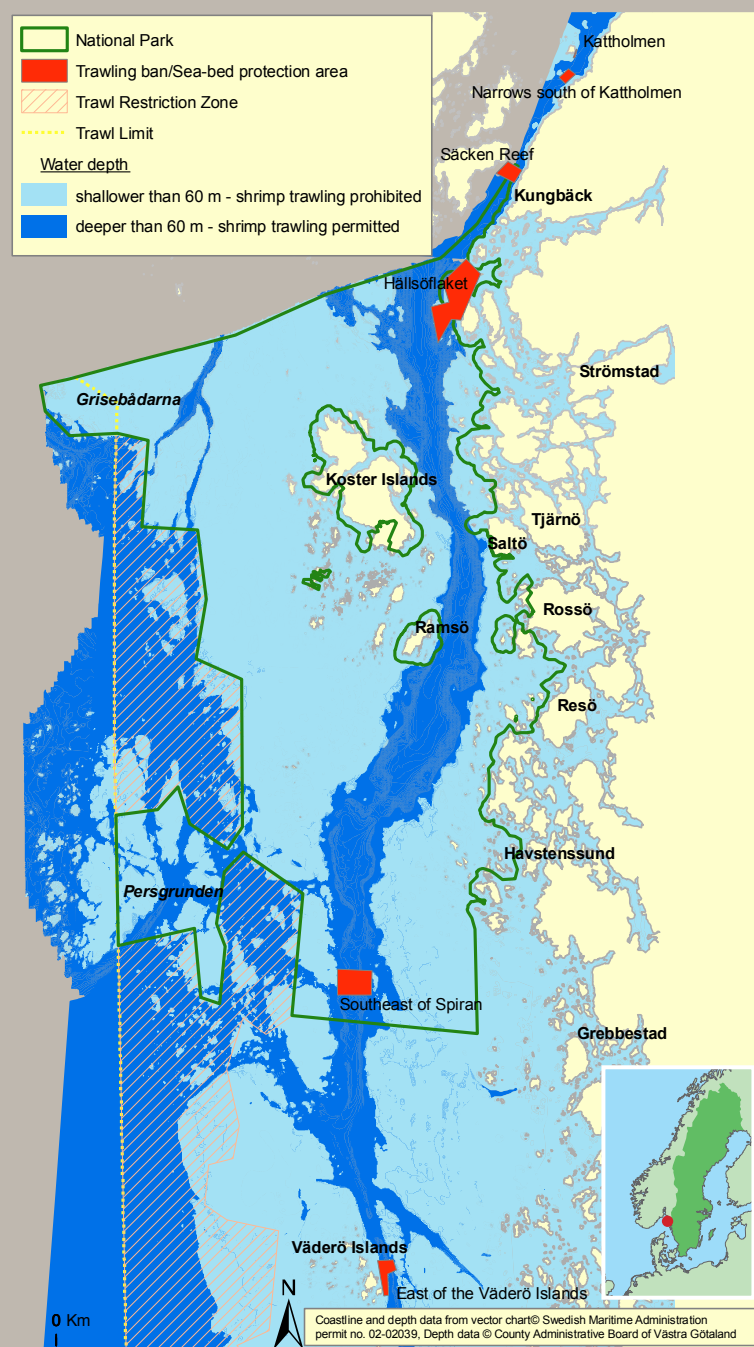 National Park
Trawling ban/Sea-bed protection area
Trawl Restriction Zone
Trawl Limit
Water depth
shallower than 60 m - shrimp trawling prohibited
deeper than 60 m - shrimp trawling permitted
Kattholmen
Narrows south of Kattholmen
Säcken Reef
Kungbäck
Hällsöflaket
Strömstad
Grisebådarna
Koster Islands
Tjärnö
Saltö
Rossö
Ramsö
Resö
Havstenssund
Persgrunden
Southeast of Spiran
Grebbestad
Väderö Islands
East of the Väderö Islands
N
0 Km
Coastline and depth data from vector chart© Swedish Maritime Administration
permit no. 02-02039, Depth data © County Administrative Board of Västra Götaland